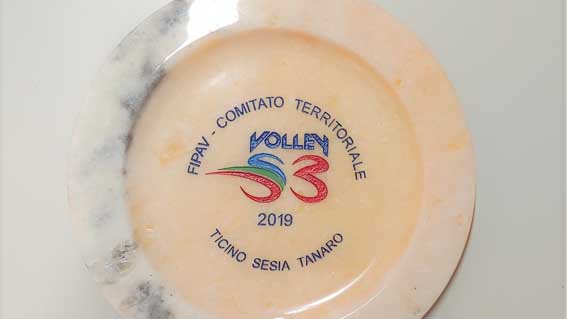 FIPAV - COMITATO TERRITORIALE
VOLLEY
S3
2019
TICINO SESIA TANARO